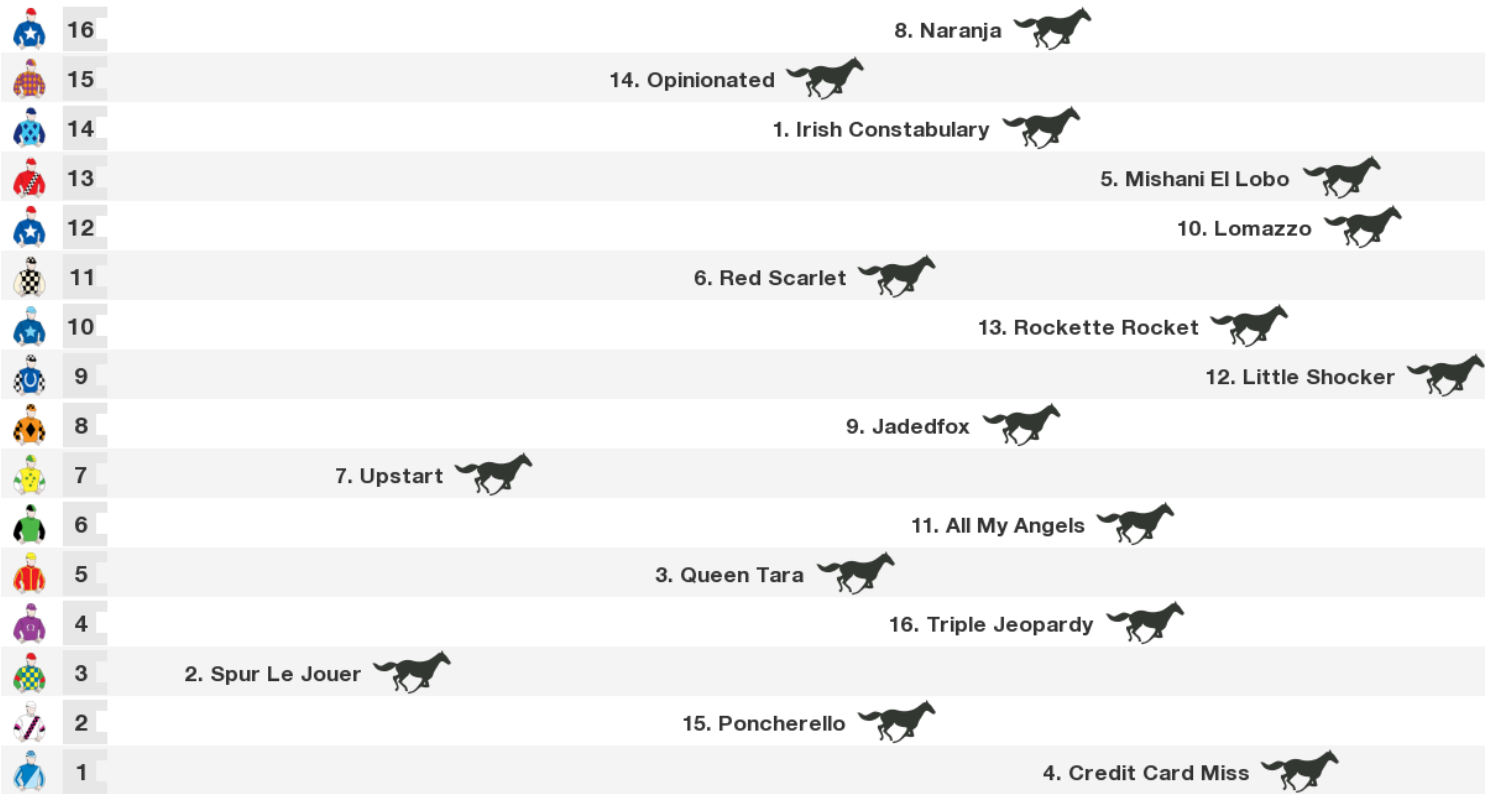 16 8. Naranja
15 14. Opinionated
14 1. Irish Constabulary
13 5. Mishani El Lobo
12 10. Lomazzo
11 6. Red Scarlet
10 13. Rockette Rocket
9 12. Little Shocker
8 9. Jadedfox
7 7. Upstart
6 11. All My Angels
5 3. Queen Tara
4 16. Triple Jeopardy
3 2. Spur Le Jouer
2 15. Poncherello
1 4. Credit Card Miss